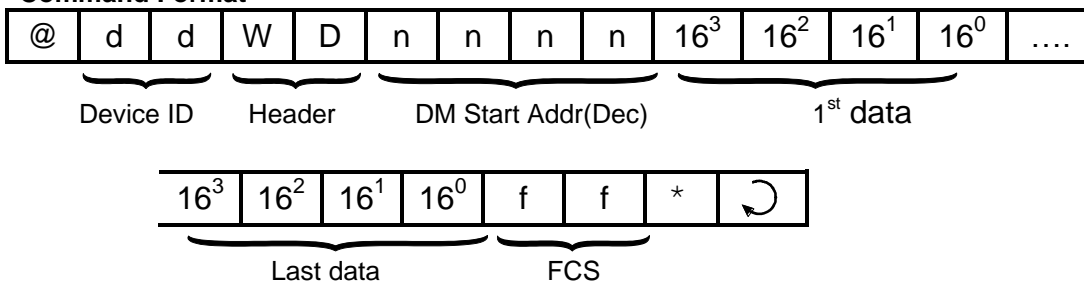 Command Format
@ d d W D n n n n 16³ 16² 16¹ 16⁰ ....
Device ID Header DM Start Addr(Dec) 1ˢᵗ data
16³ 16² 16¹ 16⁰ f f *
Last data FCS